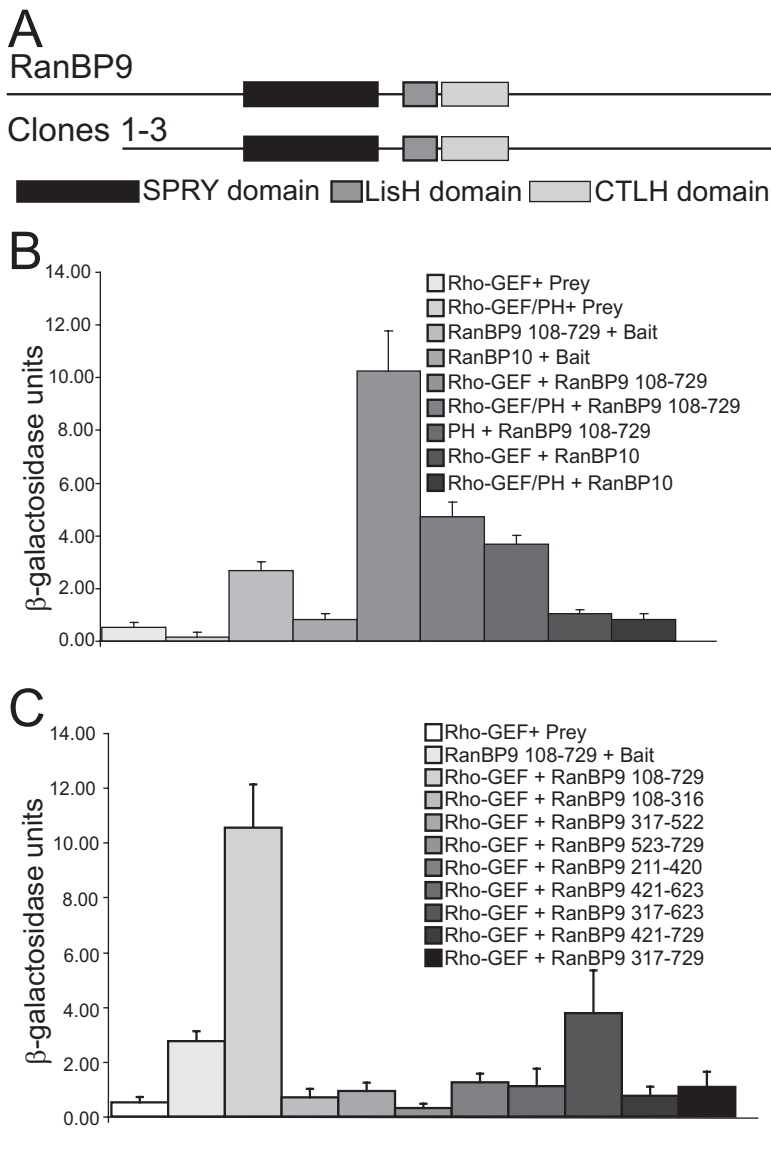 A
RanBP9
Clones 1-3
SPRY domain LisH domain CTLH domain
B
β-galactosidase units
14.00
12.00
10.00
8.00
6.00
4.00
2.00
0.00
Rho-GEF+ Prey
Rho-GEF/PH+ Prey
RanBP9 108-729 + Bait
RanBP10 + Bait
Rho-GEF + RanBP9 108-729
Rho-GEF/PH + RanBP9 108-729
PH + RanBP9 108-729
Rho-GEF + RanBP10
Rho-GEF/PH + RanBP10
C
β-galactosidase units
14.00
12.00
10.00
8.00
6.00
4.00
2.00
0.00
Rho-GEF+ Prey
RanBP9 108-729 + Bait
Rho-GEF + RanBP9 108-729
Rho-GEF + RanBP9 108-316
Rho-GEF + RanBP9 317-522
Rho-GEF + RanBP9 523-729
Rho-GEF + RanBP9 211-420
Rho-GEF + RanBP9 421-623
Rho-GEF + RanBP9 317-623
Rho-GEF + RanBP9 421-729
Rho-GEF + RanBP9 317-729